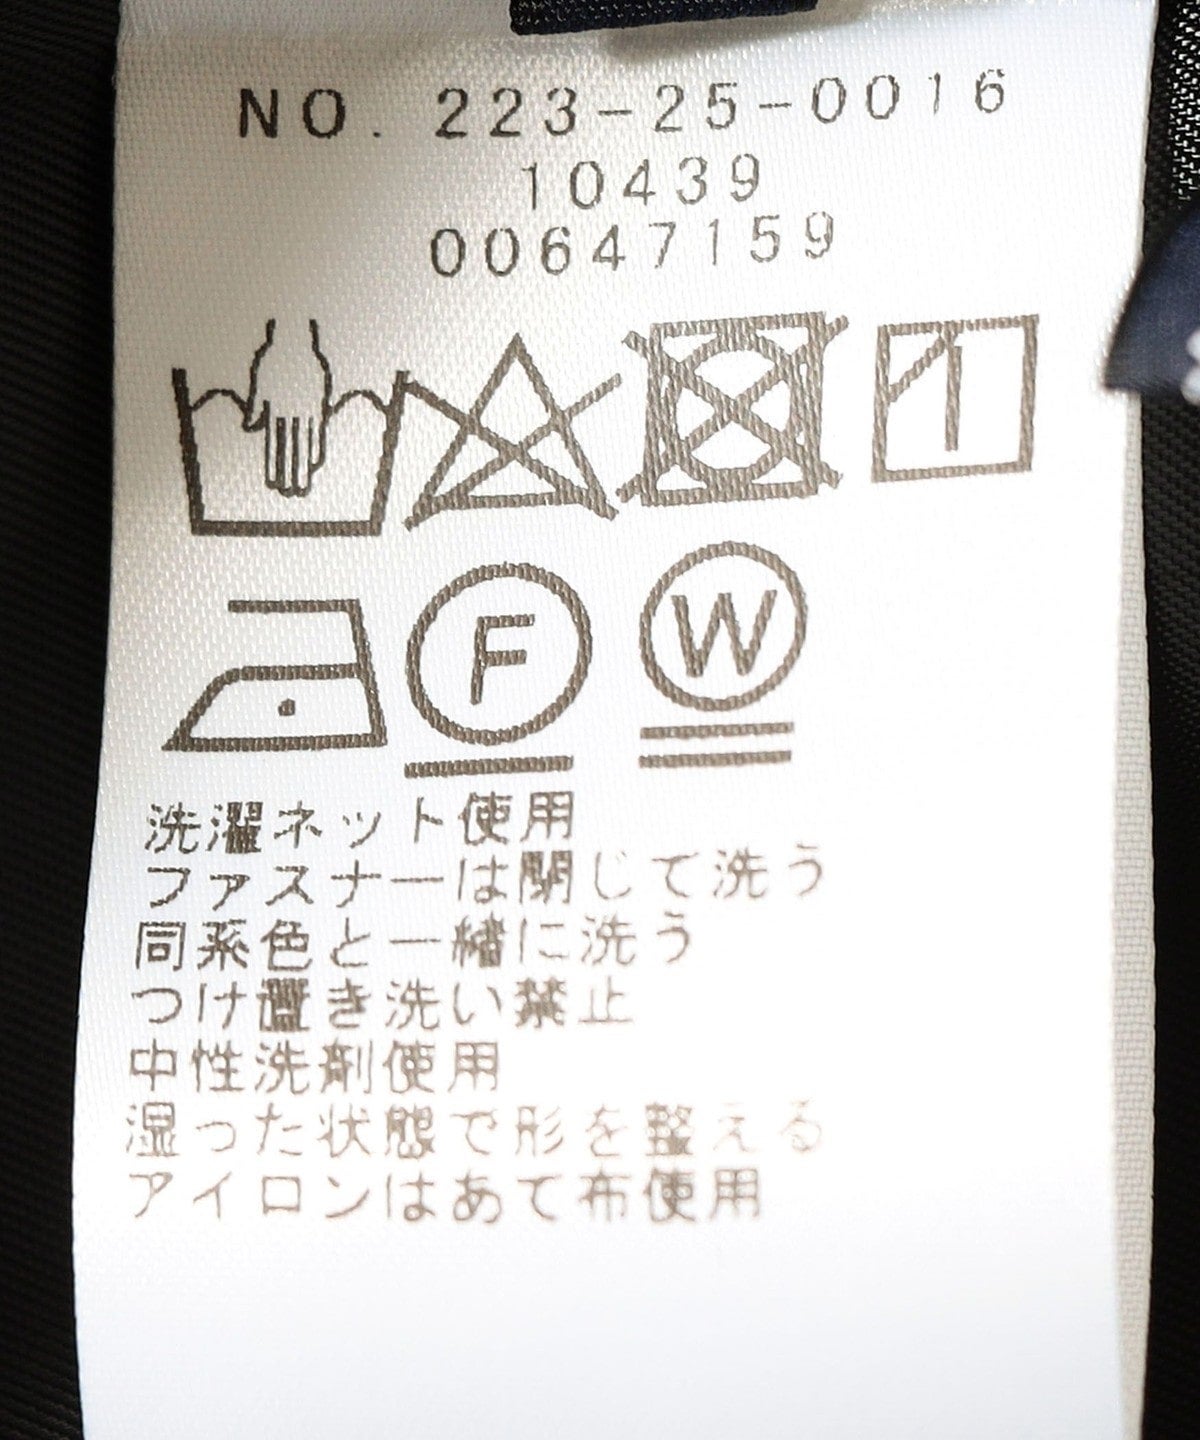 NO. 223-25-0016
10439
00647159
F W
洗濯ネット使用
ファスナーは閉じて洗う
同系色と一緒に洗う
つけ置き洗い禁止
中性洗剤使用
湿った状態で形を整える
アイロンはあて布使用